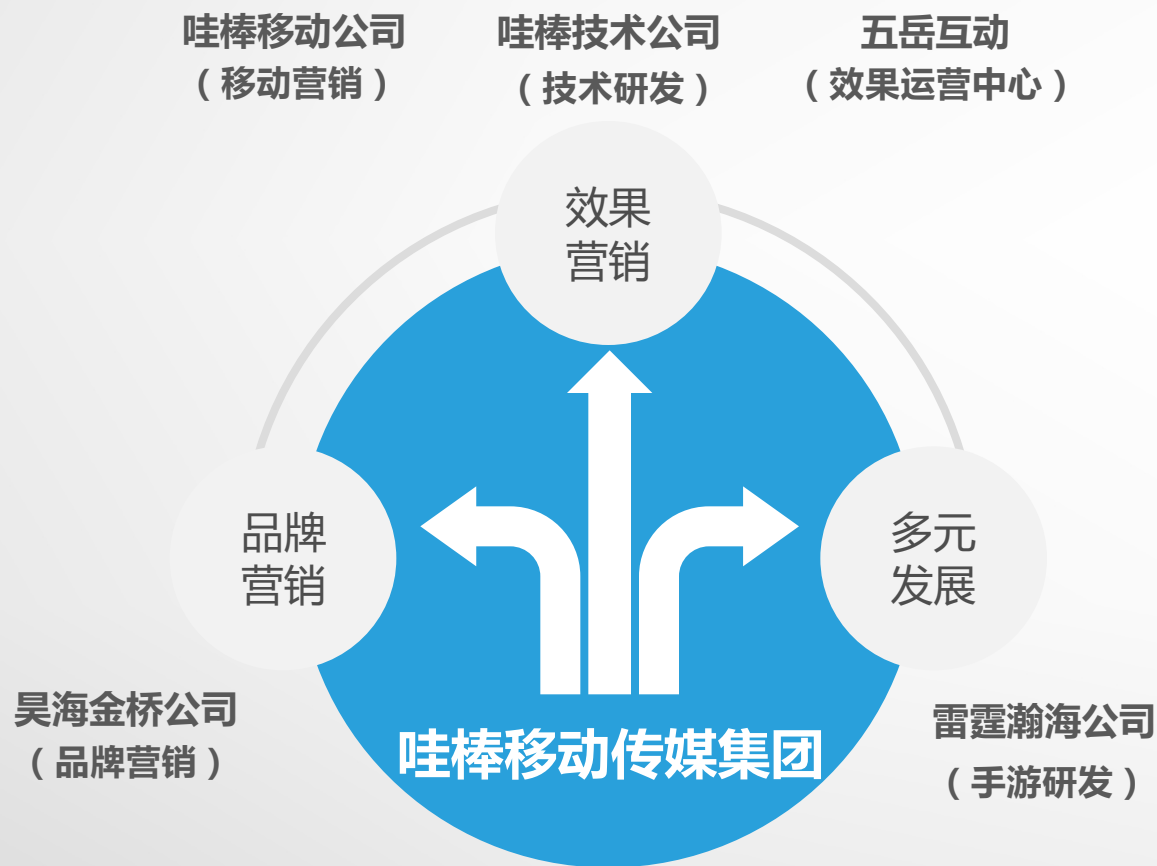 哇棒移动公司
（移动营销）
哇棒技术公司
（技术研发）
五岳互动
（效果运营中心）
效果
营销
品牌
营销
多元
发展
昊海金桥公司
（品牌营销）
哇棒移动传媒集团
雷霆瀚海公司
（手游研发）